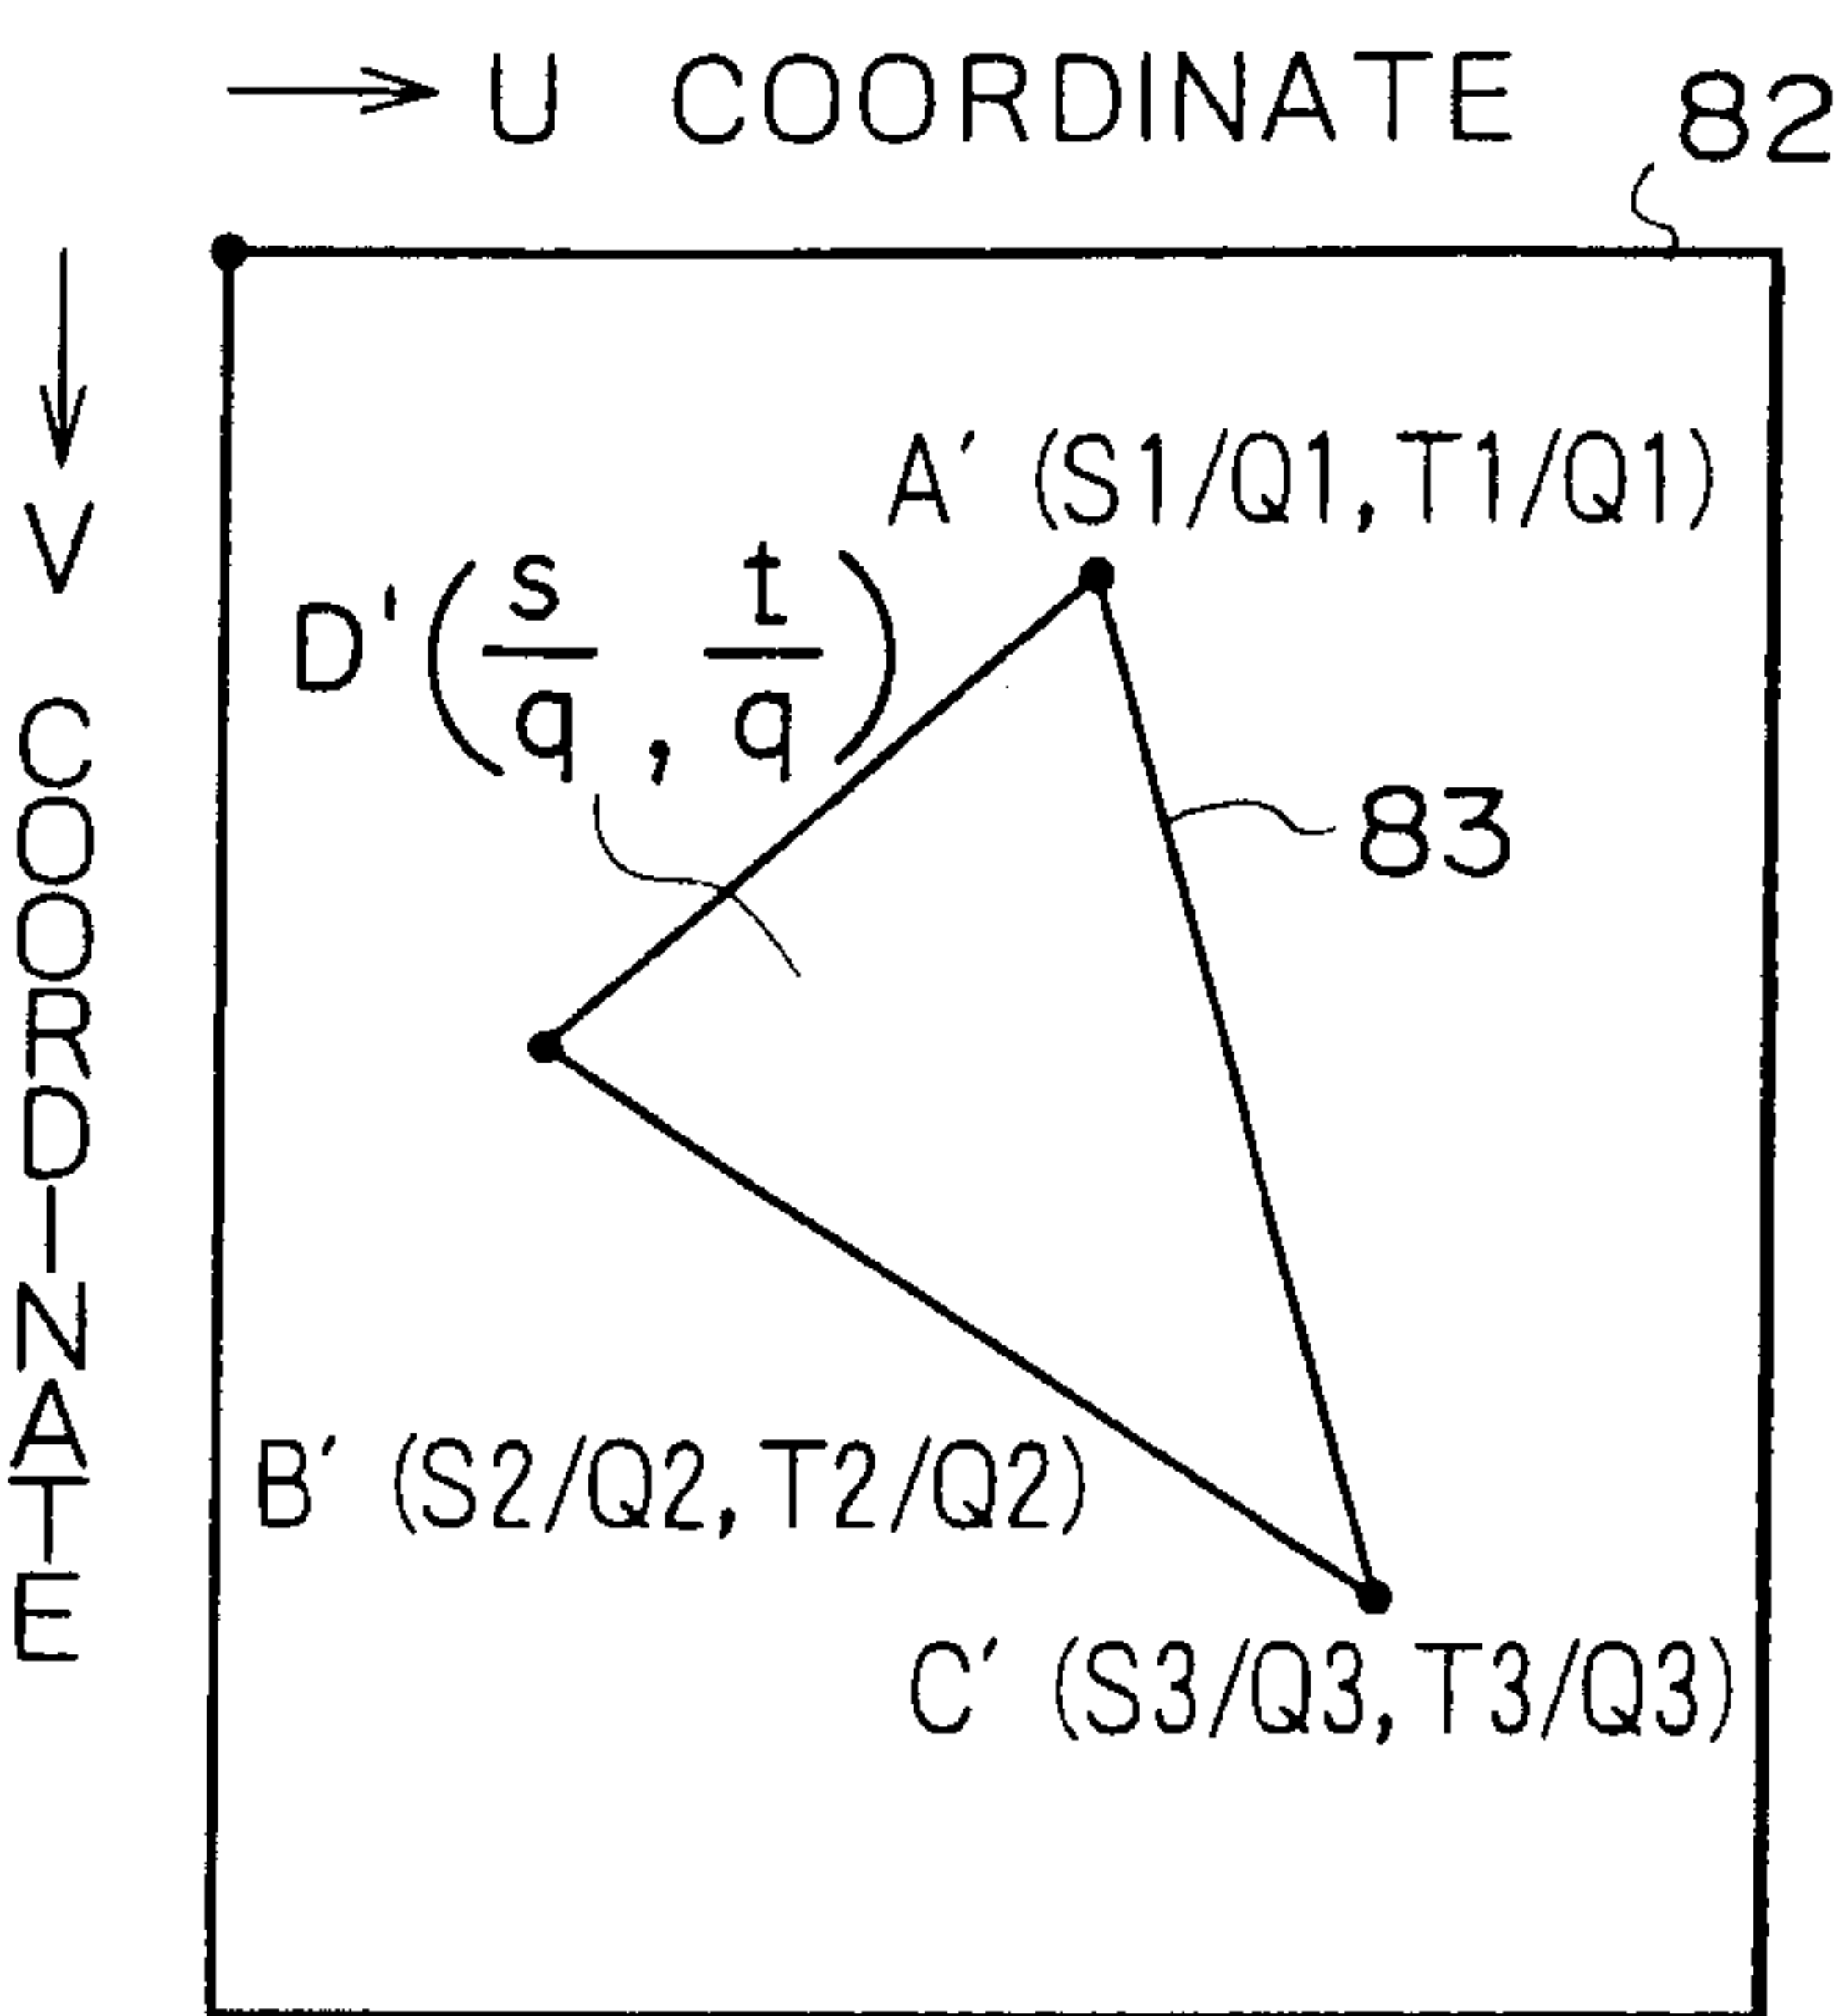 U COORDINATE
82
V COORDINATE
A' (S1/Q1, T1/Q1)
D' (s/q, t/q)
83
B' (S2/Q2, T2/Q2)
C' (S3/Q3, T3/Q3)